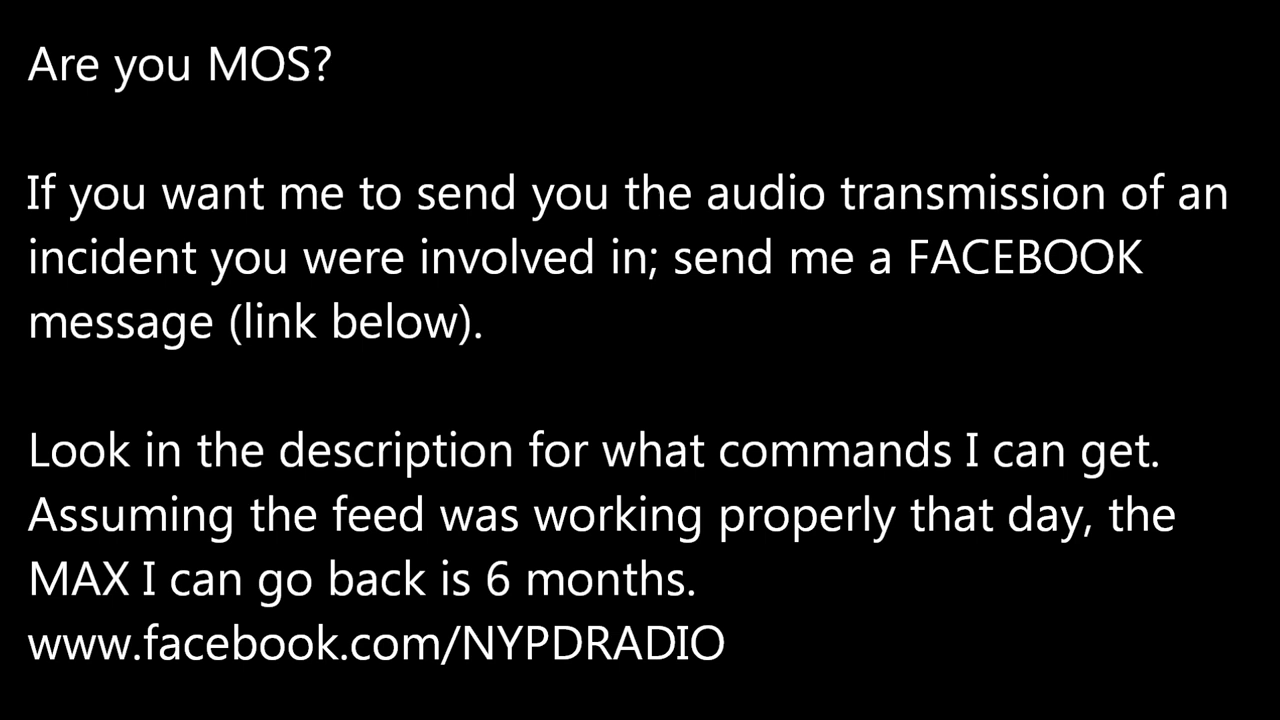 Are you MOS?
If you want me to send you the audio transmission of an
incident you were involved in; send me a FACEBOOK
message (link below).
Look in the description for what commands I can get.
Assuming the feed was working properly that day, the
MAX I can go back is 6 months.
www.facebook.com/NYPDRADIO